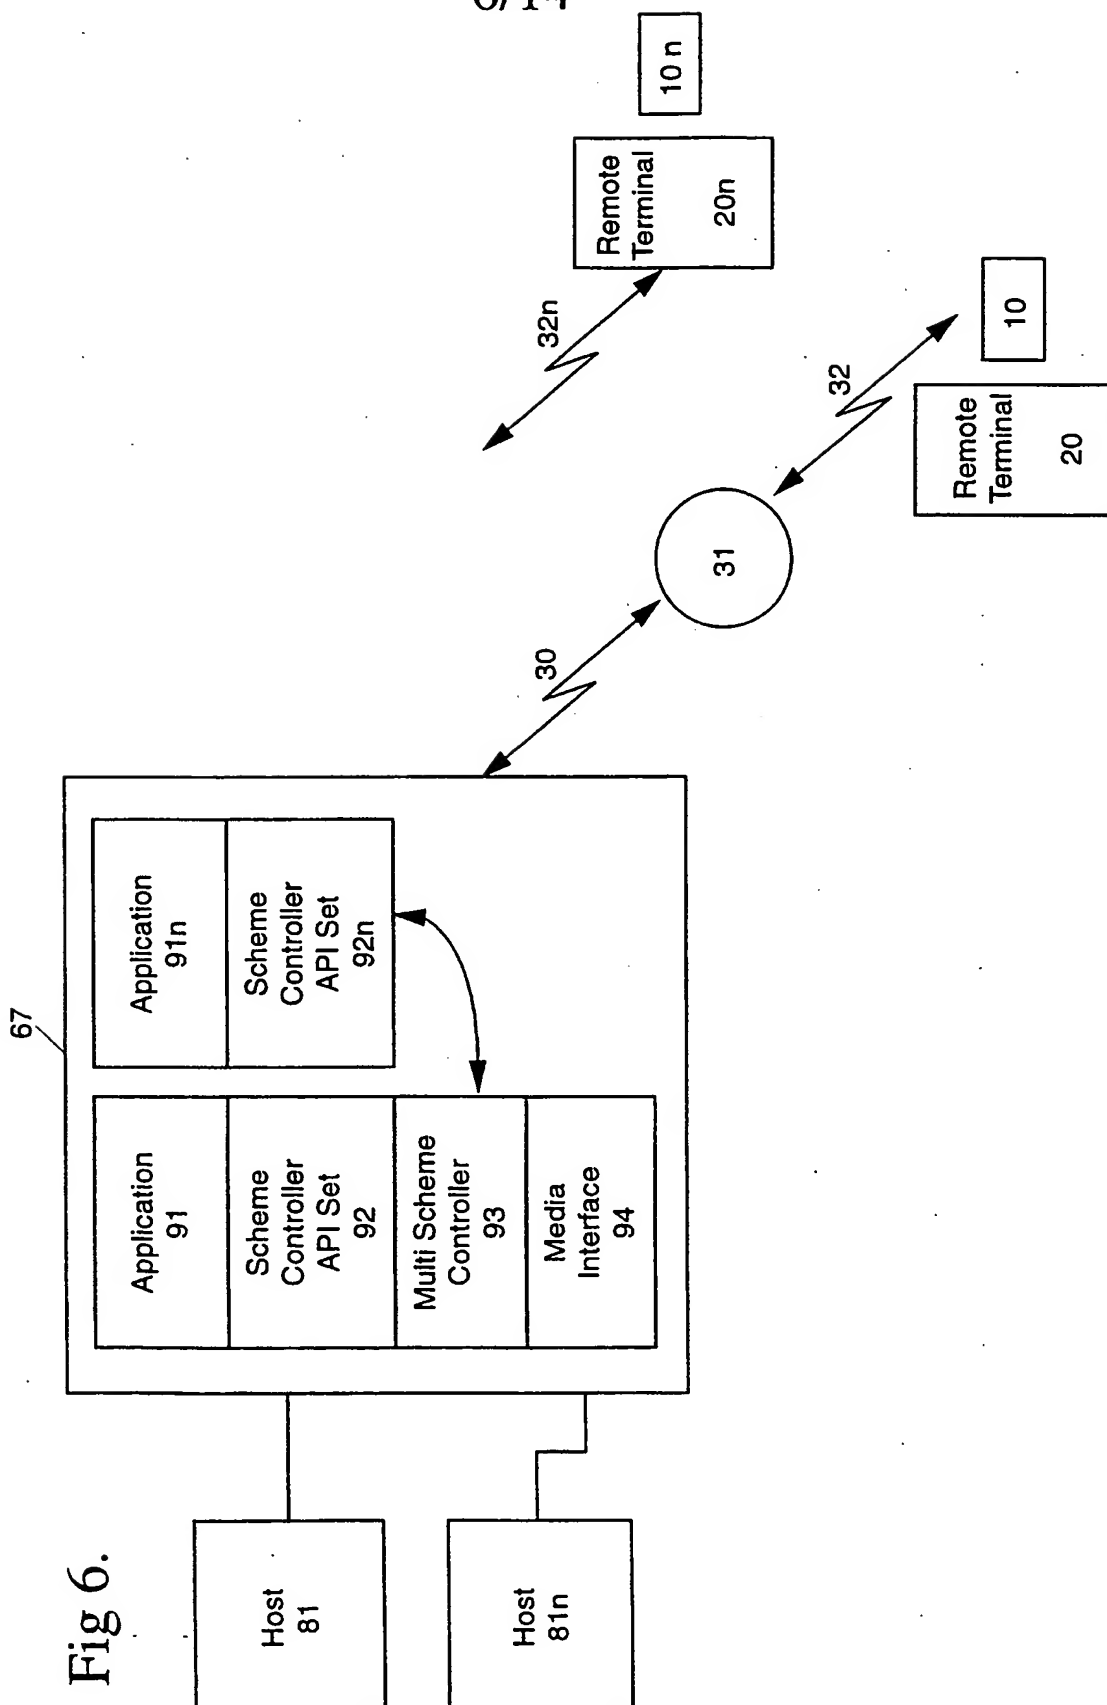 6/14
Fig 6.
67
Host
81
Host
81n
Application
91
Scheme
Controller
API Set
92
Multi Scheme
Controller
93
Media
Interface
94
Application
91n
Scheme
Controller
API Set
92n
30
31
32
32n
Remote
Terminal
20
10
Remote
Terminal
20n
10 n